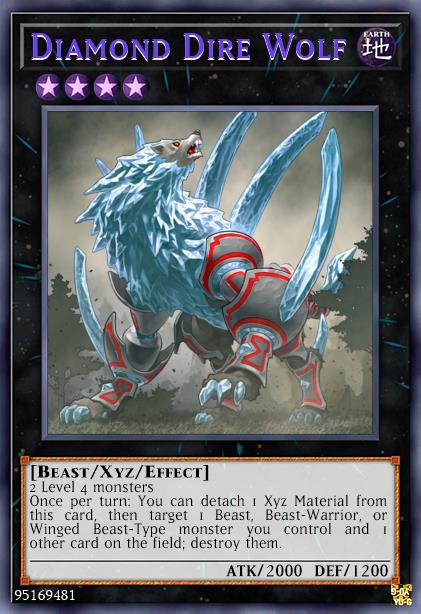 DIAMOND DIRE WOLF
EARTH
地
[BEAST/XYZ/EFFECT]
2 Level 4 monsters
Once per turn: You can detach 1 Xyz Material from
this card, then target 1 Beast, Beast-Warrior, or
Winged Beast-Type monster you control and 1
other card on the field; destroy them.
ATK/2000 DEF/1200
95169481